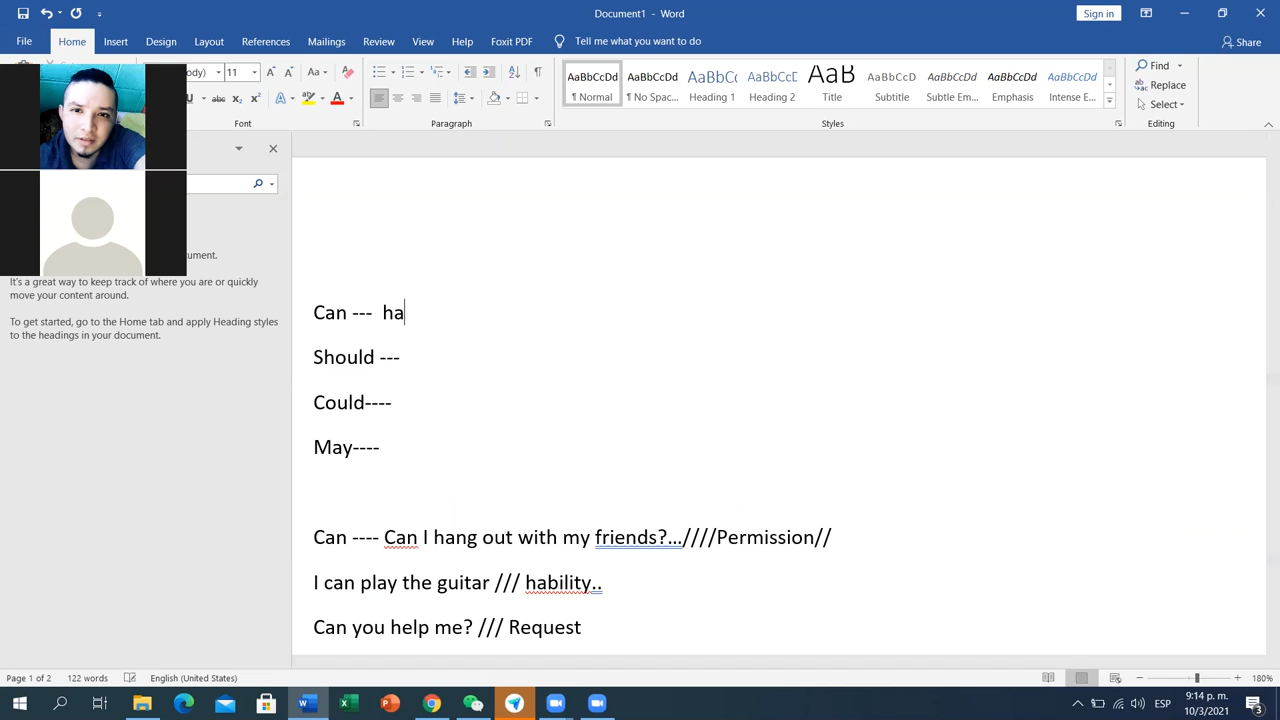 Document1 - Word
Sign in
File Home Insert Design Layout References Mailings Review View Help Foxit PDF Tell me what you want to do Share
11 Aa
AaBbCcDd AaBbCcDd AaBbCc AaBbCcD AaB AaBbCcD AaBbCcDd AaBbCcDd AaBbCcDd
¶ Normal ¶ No Spac... Heading 1 Heading 2 Title Subtitle Subtle Em... Emphasis Intense E...
Find
Replace
Select
Font Paragraph Styles Editing
It's a great way to keep track of where you are or quickly
move your content around.
To get started, go to the Home tab and apply Heading styles
to the headings in your document.
Can --- ha
Should ---
Could----
May----
Can ---- Can I hang out with my friends?...////Permission//
I can play the guitar /// hability..
Can you help me? /// Request
Page 1 of 2 122 words English (United States) 180%
ESP
9:14 p. m.
10/3/2021
3